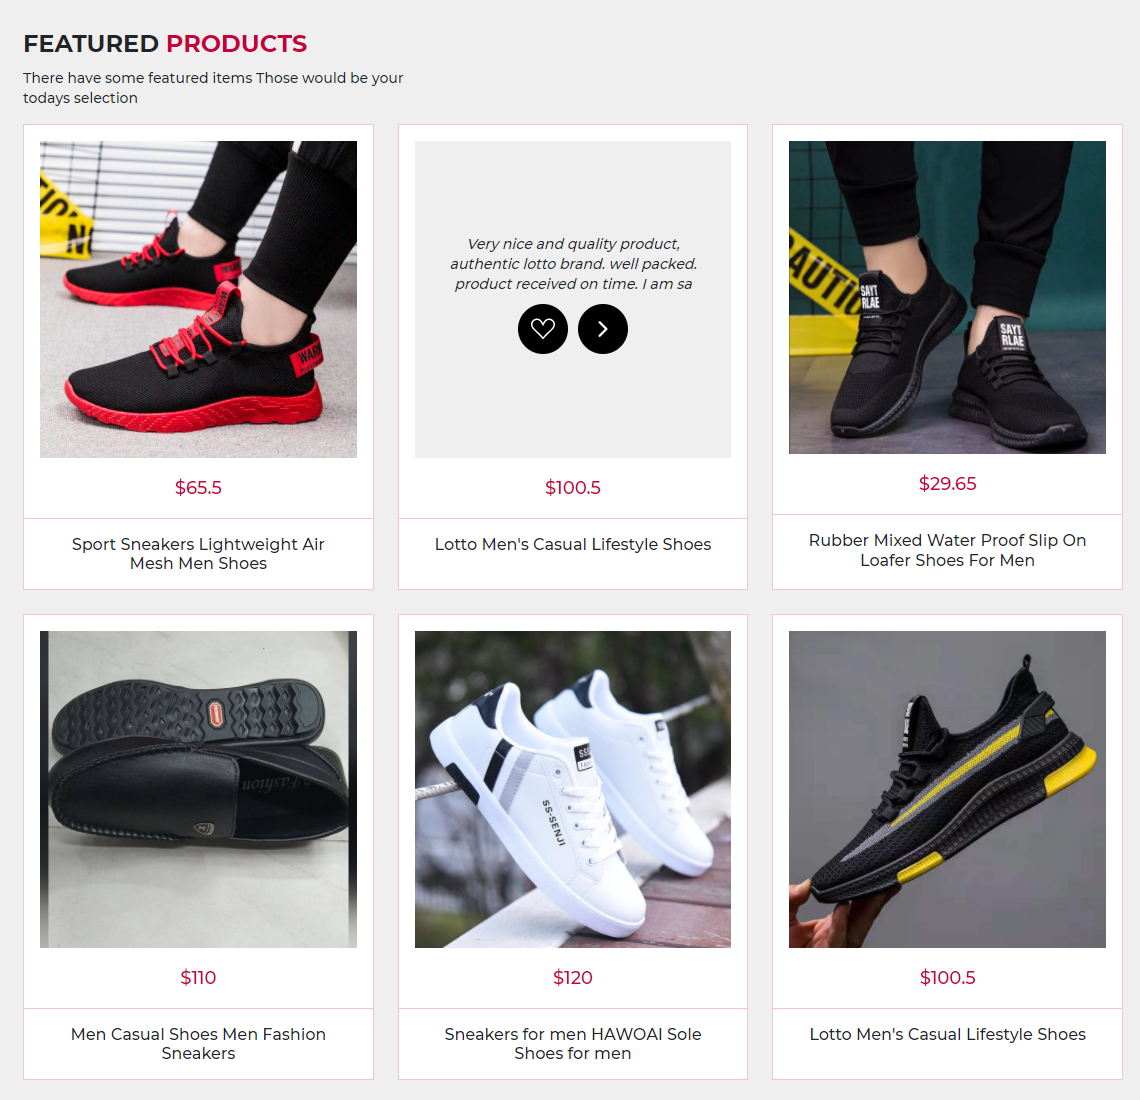 FEATURED PRODUCTS
There have some featured items Those would be your
todays selection
WAR
$65.5
Sport Sneakers Lightweight Air
Mesh Men Shoes
Very nice and quality product,
authentic lotto brand. well packed.
product received on time. I am sa
$100.5
Lotto Men's Casual Lifestyle Shoes
AUTIO
SAYT
RLAE
SAYT
RLAE
$29.65
Rubber Mixed Water Proof Slip On
Loafer Shoes For Men
Fashion
$110
Men Casual Shoes Men Fashion
Sneakers
SS-SENJI
$120
Sneakers for men HAWOAI Sole
Shoes for men
$100.5
Lotto Men's Casual Lifestyle Shoes